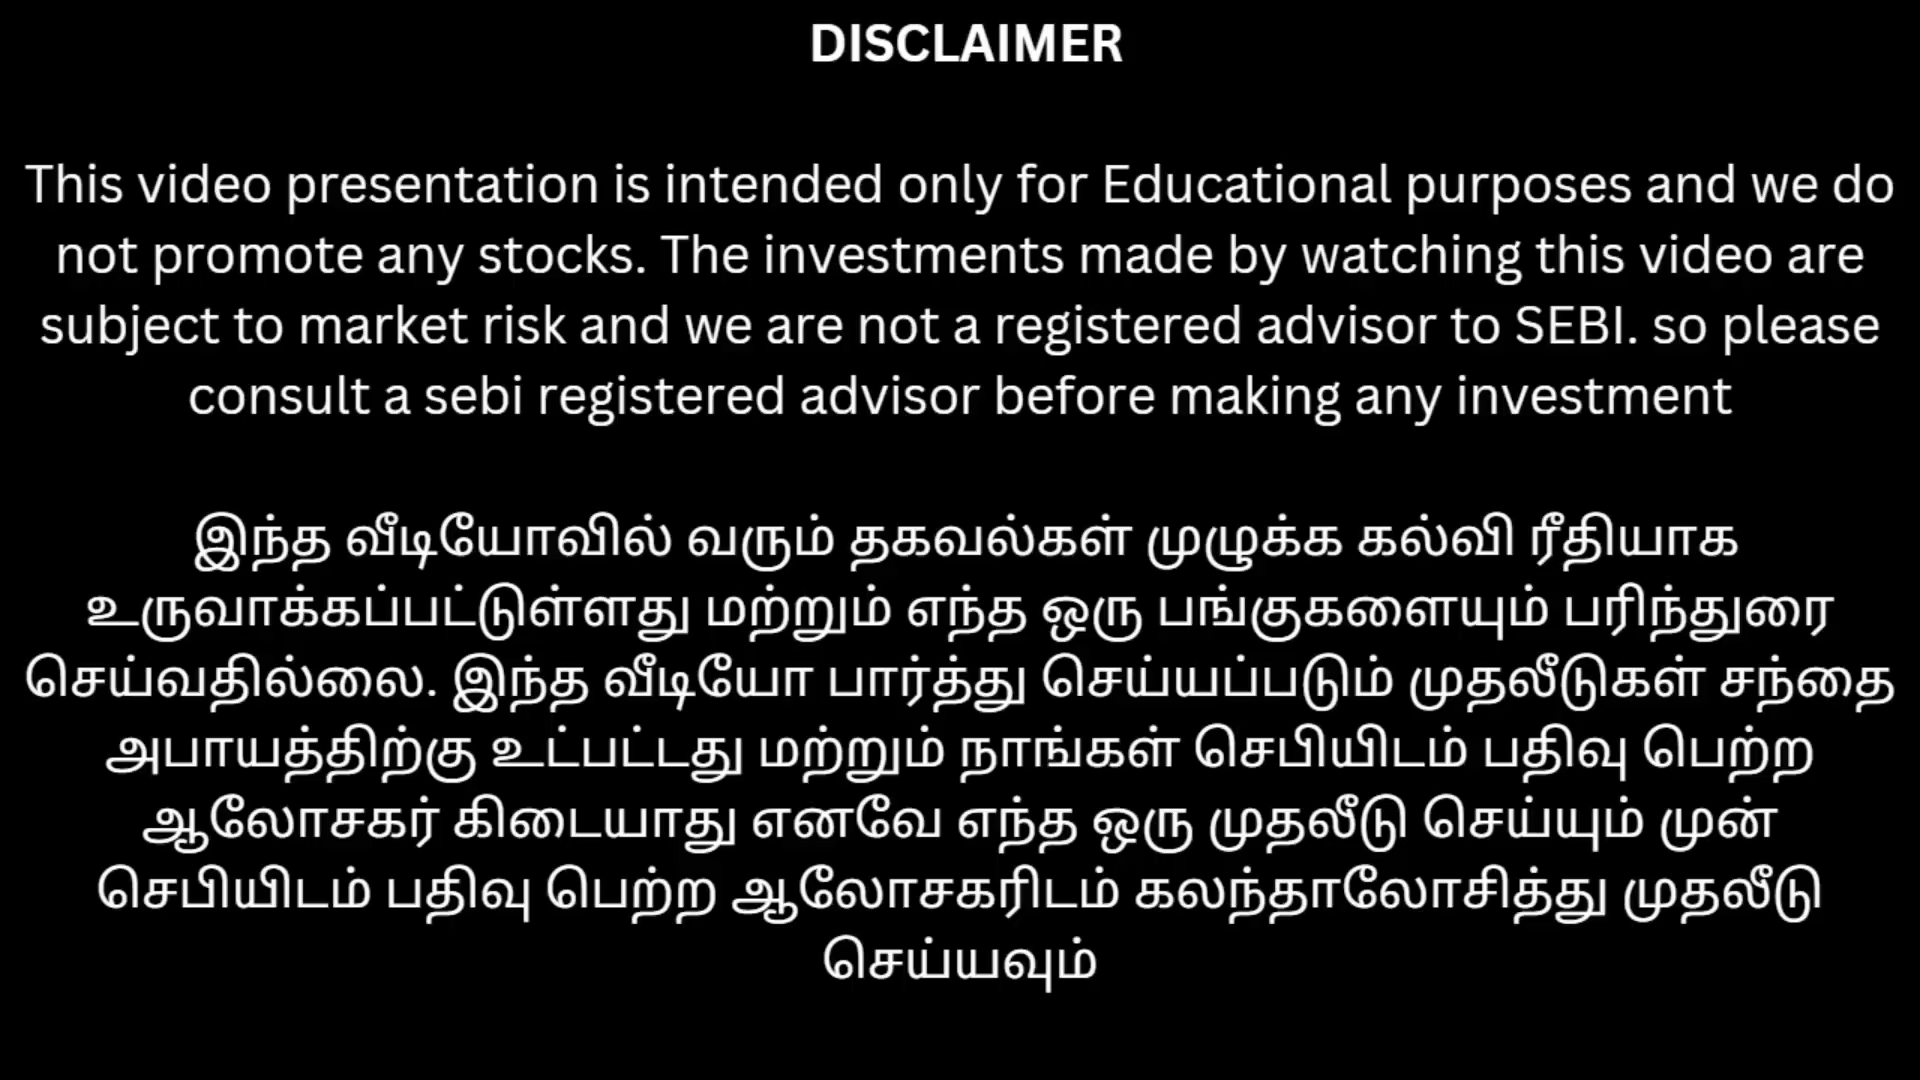 DISCLAIMER
This video presentation is intended only for Educational purposes and we do
not promote any stocks. The investments made by watching this video are
subject to market risk and we are not a registered advisor to SEBI. so please
consult a sebi registered advisor before making any investment
இந்த வீடியோவில் வரும் தகவல்கள் முழுக்க கல்வி ரீதியாக
உருவாக்கப்பட்டுள்ளது மற்றும் எந்த ஒரு பங்குகளையும் பரிந்துரை
செய்வதில்லை. இந்த வீடியோ பார்த்து செய்யப்படும் முதலீடுகள் சந்தை
அபாயத்திற்கு உட்பட்டது மற்றும் நாங்கள் செபியிடம் பதிவு பெற்ற
ஆலோசகர் கிடையாது எனவே எந்த ஒரு முதலீடு செய்யும் முன்
செபியிடம் பதிவு பெற்ற ஆலோசகரிடம் கலந்தாலோசித்து முதலீடு
செய்யவும்